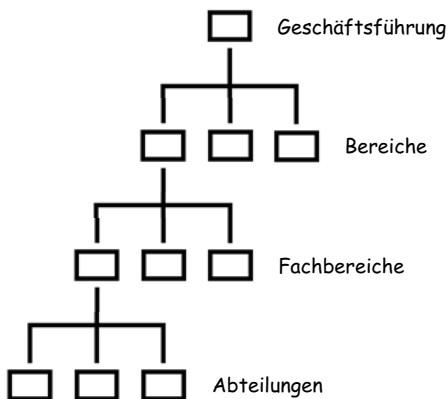 Geschäftsführung
Bereiche
Fachbereiche
Abteilungen